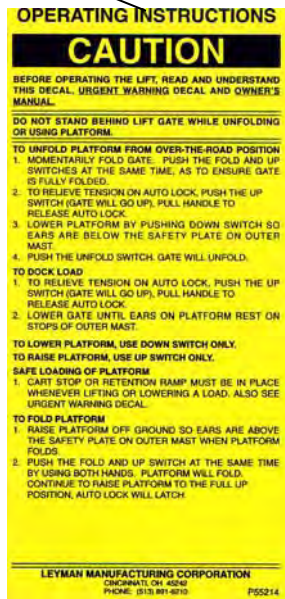 OPERATING INSTRUCTIONS
CAUTION
BEFORE OPERATING THE LIFT, READ AND UNDERSTAND
THIS DECAL, URGENT WARNING DECAL AND OWNER'S
MANUAL.
DO NOT STAND BEHIND LIFT GATE WHILE UNFOLDING
OR USING PLATFORM.
TO UNFOLD PLATFORM FROM OVER-THE-ROAD POSITION
1. MOMENTARILY FOLD GATE. PUSH THE FOLD AND UP
SWITCHES AT THE SAME TIME, AS TO ENSURE GATE
IS FULLY FOLDED.
2. TO RELIEVE TENSION ON AUTO LOCK, PUSH THE UP
SWITCH (GATE WILL GO UP), PULL HANDLE TO
RELEASE AUTO LOCK.
3. LOWER PLATFORM BY PUSHING DOWN SWITCH SO
EARS ARE BELOW THE SAFETY PLATE ON OUTER
MAST.
4. PUSH THE UNFOLD SWITCH. GATE WILL UNFOLD.
TO DOCK LOAD
1. TO RELIEVE TENSION ON AUTO LOCK, PUSH THE UP
SWITCH (GATE WILL GO UP), PULL HANDLE TO
RELEASE AUTO LOCK.
2. LOWER GATE UNTIL EARS ON PLATFORM REST ON
STOPS OF OUTER MAST.
TO LOWER PLATFORM, USE DOWN SWITCH ONLY.
TO RAISE PLATFORM, USE UP SWITCH ONLY.
SAFE LOADING OF PLATFORM
1. CART STOP OR RETENTION RAMP MUST BE IN PLACE
WHENEVER LIFTING OR LOWERING A LOAD. ALSO SEE
URGENT WARNING DECAL.
TO FOLD PLATFORM
1. RAISE PLATFORM OFF GROUND SO EARS ARE ABOVE
THE SAFETY PLATE ON OUTER MAST WHEN PLATFORM
FOLDS.
2. PUSH THE FOLD AND UP SWITCH AT THE SAME TIME
BY USING BOTH HANDS. PLATFORM WILL FOLD.
CONTINUE TO RAISE PLATFORM TO THE FULL UP
POSITION, AUTO LOCK WILL LATCH.
LEYMAN MANUFACTURING CORPORATION
CINCINNATI, OH 45242
PHONE: (513) 891-6210 P55214